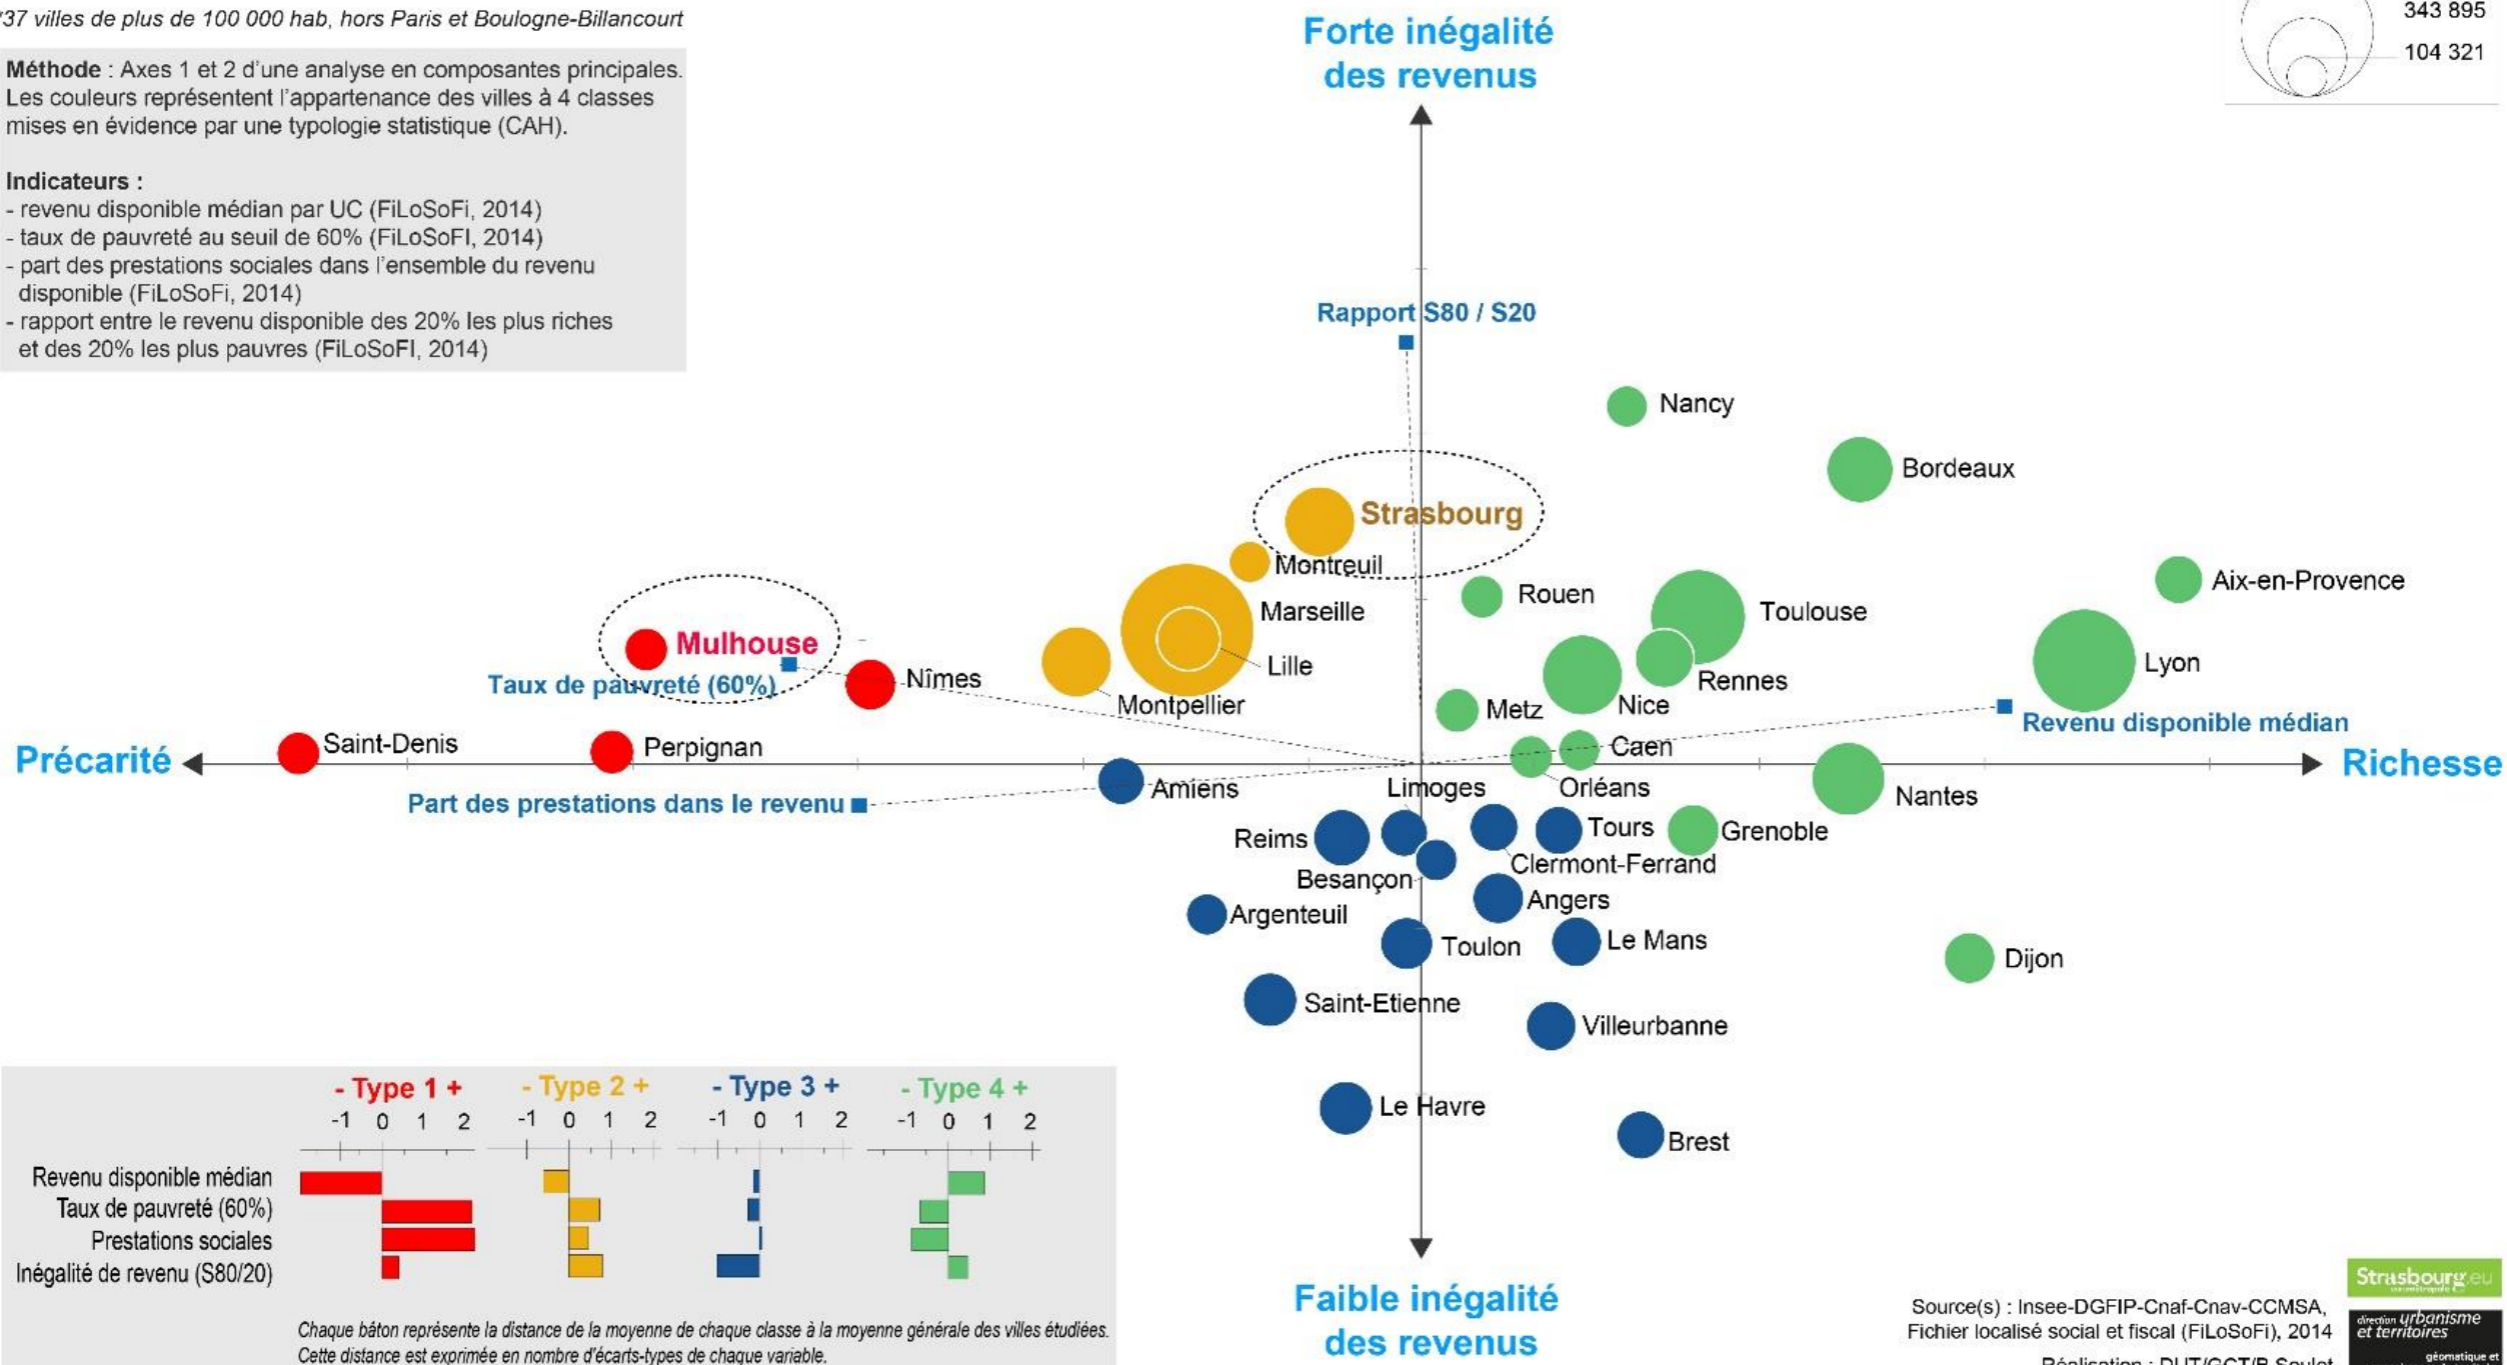 37 villes de plus de 100 000 hab, hors Paris et Boulogne-Billancourt
Méthode : Axes 1 et 2 d'une analyse en composantes principales.
Les couleurs représentent l'appartenance des villes à 4 classes
mises en évidence par une typologie statistique (CAH).
Indicateurs :
- revenu disponible médian par UC (FiLoSoFi, 2014)
- taux de pauvreté au seuil de 60% (FiLoSoFI, 2014)
- part des prestations sociales dans l'ensemble du revenu
disponible (FiLoSoFi, 2014)
- rapport entre le revenu disponible des 20% les plus riches
et des 20% les plus pauvres (FiLoSoFI, 2014)
Forte inégalité
des revenus
343 895
104 321
Rapport S80 / S20
Nancy
Bordeaux
Strasbourg
Montreuil
Aix-en-Provence
Rouen
Marseille
Toulouse
Mulhouse
Lille
Lyon
Nîmes
Rennes
Taux de pauvreté (60%)
Montpellier
Metz
Nice
Revenu disponible médian
Saint-Denis
Perpignan
Caen
Précarité
Richesse
Amiens
Limoges
Orléans
Nantes
Part des prestations dans le revenu
Reims
Tours
Grenoble
Clermont-Ferrand
Besançon
Angers
Argenteuil
Toulon
Le Mans
Dijon
Saint-Etienne
Villeurbanne
Le Havre
Brest
- Type 1 + - Type 2 + - Type 3 + - Type 4 +
-1 0 1 2 -1 0 1 2 -1 0 1 2 -1 0 1 2
Revenu disponible médian
Taux de pauvreté (60%)
Prestations sociales
Inégalité de revenu (S80/20)
Chaque bâton représente la distance de la moyenne de chaque classe à la moyenne générale des villes étudiées.
Cette distance est exprimée en nombre d'écarts-types de chaque variable.
Faible inégalité
des revenus
Source(s) : Insee-DGFIP-Cnaf-Cnav-CCMSA,
Fichier localisé social et fiscal (FiLoSoFi), 2014
Réalisation : DUT/GCT/B.Soulet
Strasbourg.eu
eurométropole
direction urbanisme
et territoires
géomatique et